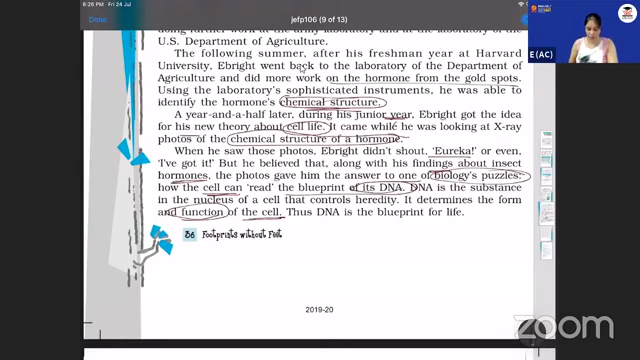 6:26 PM Fri 24 Jul
Done
jefp106 (9 of 13)
E (AC)
doing further work at the army laboratory and at the laboratory of the
U.S. Department of Agriculture.
The following summer, after his freshman year at Harvard
University, Ebright went back to the laboratory of the Department of
Agriculture and did more work on the hormone from the gold spots.
Using the laboratory's sophisticated instruments, he was able to
identify the hormone's chemical structure.
A year-and-a-half later, during his junior year, Ebright got the idea
for his new theory about cell life. It came while he was looking at X-ray
photos of the chemical structure of a hormone.
When he saw those photos, Ebright didn't shout, 'Eureka!' or even,
'I've got it!' But he believed that, along with his findings about insect
hormones, the photos gave him the answer to one of biology's puzzles:
how the cell can 'read' the blueprint of its DNA. DNA is the substance
in the nucleus of a cell that controls heredity. It determines the form
and function of the cell. Thus DNA is the blueprint for life.
36 Footprints without Feet
2019-20
zoom